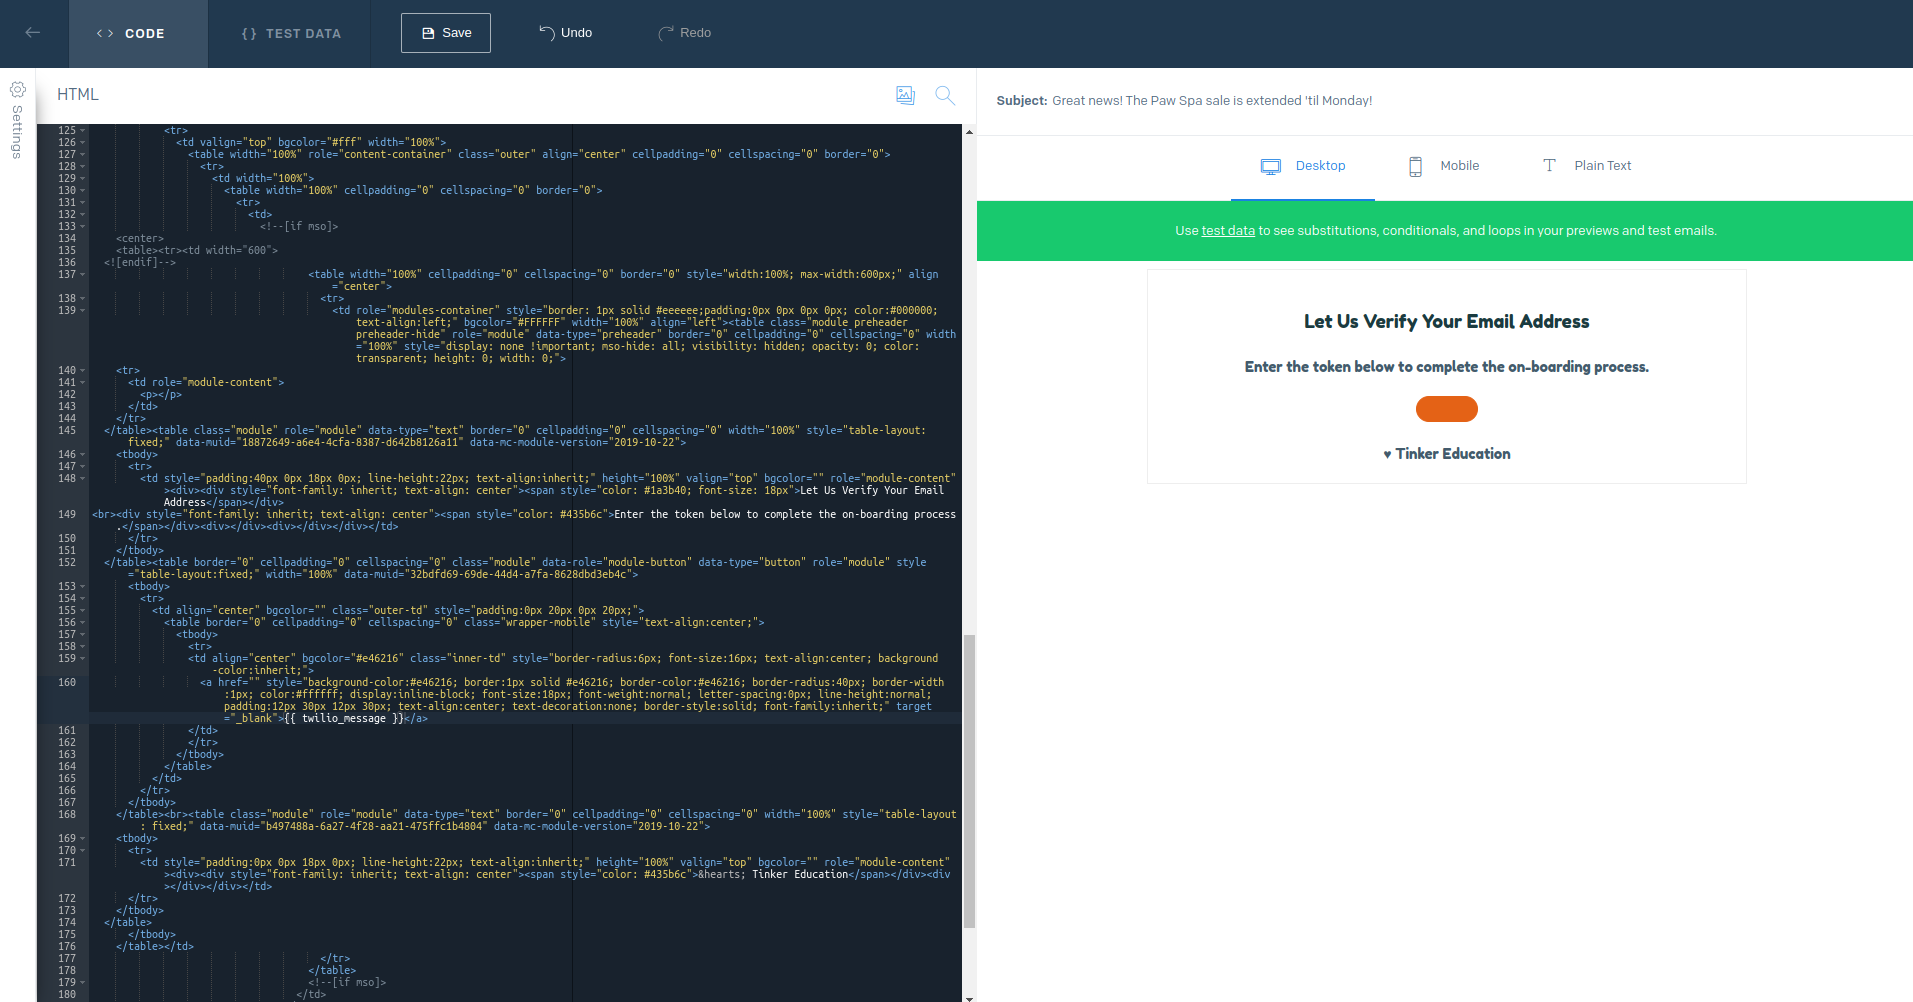 CODE
TEST DATA
Save
Undo
Redo
Settings
HTML
125 <tr>
126 <td valign="top" bgcolor="#fff" width="100%">
127 <table width="100%" role="content-container" class="outer" align="center" cellpadding="0" cellspacing="0" border="0">
128 <tr>
129 <td width="100%">
130 <table width="100%" cellpadding="0" cellspacing="0" border="0">
131 <tr>
132 <td>
133 <!--[if mso]>
134 <center>
135 <table><tr><td width="600">
136 <![endif]-->
137 <table width="100%" cellpadding="0" cellspacing="0" border="0" style="width:100%; max-width:600px;" align
="center">
138 <tr>
139 <td role="modules-container" style="border: 1px solid #eeeeee;padding:0px 0px 0px 0px; color:#000000;
text-align:left;" bgcolor="#FFFFFF" width="100%" align="left"><table class="module preheader
preheader-hide" role="module" data-type="preheader" border="0" cellpadding="0" cellspacing="0" width
="100%" style="display: none !important; mso-hide: all; visibility: hidden; opacity: 0; color:
transparent; height: 0; width: 0;">
140 <tr>
141 <td role="module-content">
142 <p></p>
143 </td>
144 </tr>
145 </table><table class="module" role="module" data-type="text" border="0" cellpadding="0" cellspacing="0" width="100%" style="table-layout:
fixed;" data-muid="18872649-a6e4-4cfa-8387-d642b8126a11" data-mc-module-version="2019-10-22">
146 <tbody>
147 <tr>
148 <td style="padding:40px 0px 18px 0px; line-height:22px; text-align:inherit;" height="100%" valign="top" bgcolor="" role="module-content"
><div><div style="font-family: inherit; text-align: center"><span style="color: #1a3b40; font-size: 18px">Let Us Verify Your Email
Address</span></div>
149 <br><div style="font-family: inherit; text-align: center"><span style="color: #435b6c">Enter the token below to complete the on-boarding process
.</span></div><div></div><div></div></div></td>
150 </tr>
151 </tbody>
152 </table><table border="0" cellpadding="0" cellspacing="0" class="module" data-role="module-button" data-type="button" role="module" style
="table-layout:fixed;" width="100%" data-muid="32bdfd69-69de-44d4-a7fa-8628dbd3eb4c">
153 <tbody>
154 <tr>
155 <td align="center" bgcolor="" class="outer-td" style="padding:0px 20px 0px 20px;">
156 <table border="0" cellpadding="0" cellspacing="0" class="wrapper-mobile" style="text-align:center;">
157 <tbody>
158 <tr>
159 <td align="center" bgcolor="#e46216" class="inner-td" style="border-radius:6px; font-size:16px; text-align:center; background
-color:inherit;">
160 <a href="" style="background-color:#e46216; border:1px solid #e46216; border-color:#e46216; border-radius:40px; border-width
:1px; color:#ffffff; display:inline-block; font-size:18px; font-weight:normal; letter-spacing:0px; line-height:normal;
padding:12px 30px 12px 30px; text-align:center; text-decoration:none; border-style:solid; font-family:inherit;" target
="_blank">{{ twilio_message }}</a>
161 </td>
162 </tr>
163 </tbody>
164 </table>
165 </td>
166 </tr>
167 </tbody>
168 </table><br><table class="module" role="module" data-type="text" border="0" cellpadding="0" cellspacing="0" width="100%" style="table-layout
: fixed;" data-muid="b497488a-6a27-4f28-aa21-475ffc1b4804" data-mc-module-version="2019-10-22">
169 <tbody>
170 <tr>
171 <td style="padding:0px 0px 18px 0px; line-height:22px; text-align:inherit;" height="100%" valign="top" bgcolor="" role="module-content"
><div><div style="font-family: inherit; text-align: center"><span style="color: #435b6c">&hearts; Tinker Education</span></div><div
></div></div></td>
172 </tr>
173 </tbody>
174 </table>
175 </tbody>
176 </table></td>
177 </tr>
178 </table>
179 <!--[if mso]>
180 </td>
Subject: Great news! The Paw Spa sale is extended 'til Monday!
Desktop
Mobile
Plain Text
Use test data to see substitutions, conditionals, and loops in your previews and test emails.
Let Us Verify Your Email Address
Enter the token below to complete the on-boarding process.
♥ Tinker Education